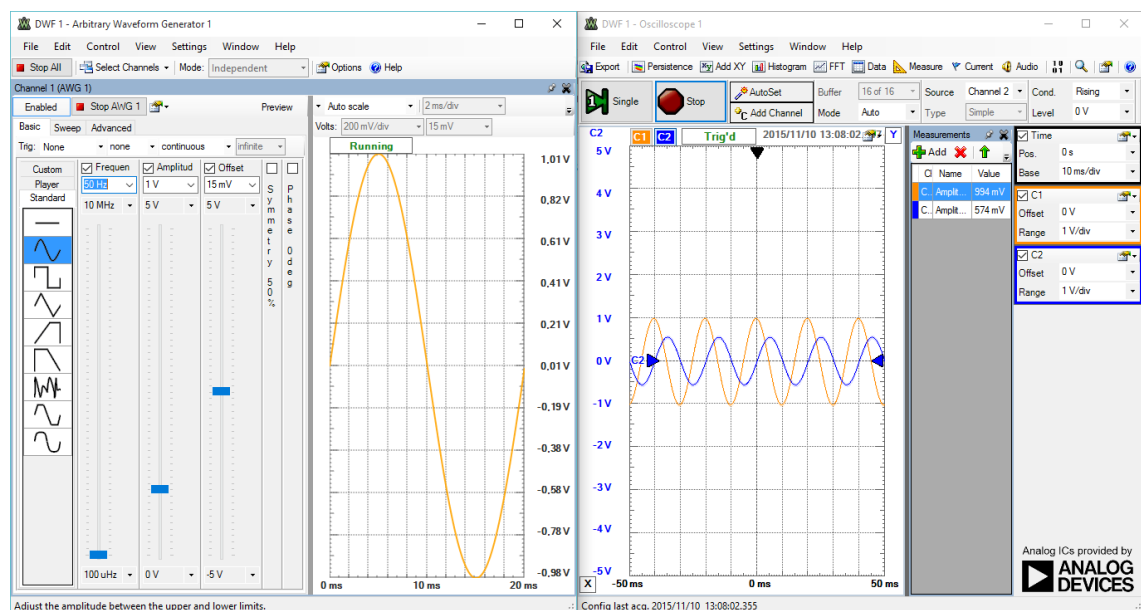 DWF 1 - Arbitrary Waveform Generator 1
File Edit Control View Settings Window Help
Stop All Select Channels Mode: Independent Options Help
Channel 1 (AWG 1)
Enabled Stop AWG 1 Preview
Basic Sweep Advanced
Trig: None none continuous infinite
Custom
Player
Standard
Frequen Amplitud Offset
50 Hz 1 V 15 mV
10 MHz 5 V 5 V
Symmetry 50%
Phase 0deg
100 uHz 0 V -5 V
Auto scale 2 ms/div
Volts: 200 mV/div 15 mV
Running
1,01 V
0,82 V
0,61 V
0,41 V
0,21 V
0,01 V
-0,19 V
-0,38 V
-0,58 V
-0,78 V
-0,98 V
0 ms 10 ms 20 ms
Adjust the amplitude between the upper and lower limits.
DWF 1 - Oscilloscope 1
File Edit Control View Settings Window Help
Export Persistence Add XY Histogram FFT Data Measure Current Audio
Single Stop AutoSet Buffer 16 of 16 Source Channel 2 Cond. Rising
Add Channel Mode Auto Type Simple Level 0 V
C2 C1 C2 Trig'd 2015/11/10 13:08:02 Y
5 V
4 V
3 V
2 V
1 V
0 V
-1 V
-2 V
-3 V
-4 V
-5 V
C2
X -50 ms 0 ms 50 ms
Measurements
Add
Name Value
C.. Amplit... 994 mV
C.. Amplit... 574 mV
Time
Pos. 0 s
Base 10 ms/div
C1
Offset 0 V
Range 1 V/div
C2
Offset 0 V
Range 1 V/div
Analog ICs provided by
ANALOG
DEVICES
Config last acq. 2015/11/10 13:08:02.355